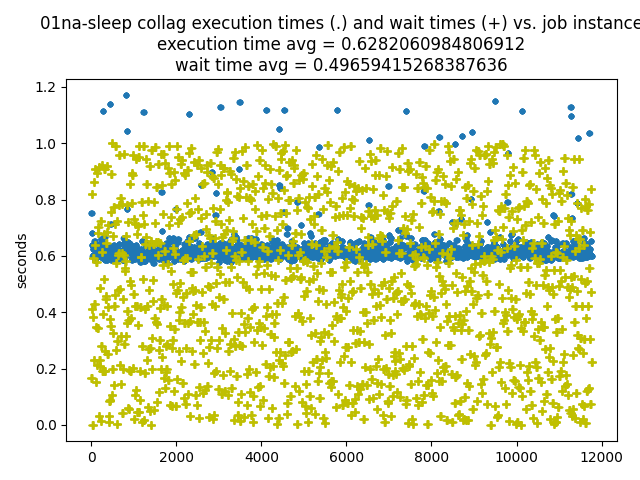 01na-sleep collag execution times (.) and wait times (+) vs. job instance
execution time avg = 0.6282060984806912
wait time avg = 0.49659415268387636
1.2
1.0
0.8
0.6
0.4
0.2
0.0
seconds
0 2000 4000 6000 8000 10000 12000